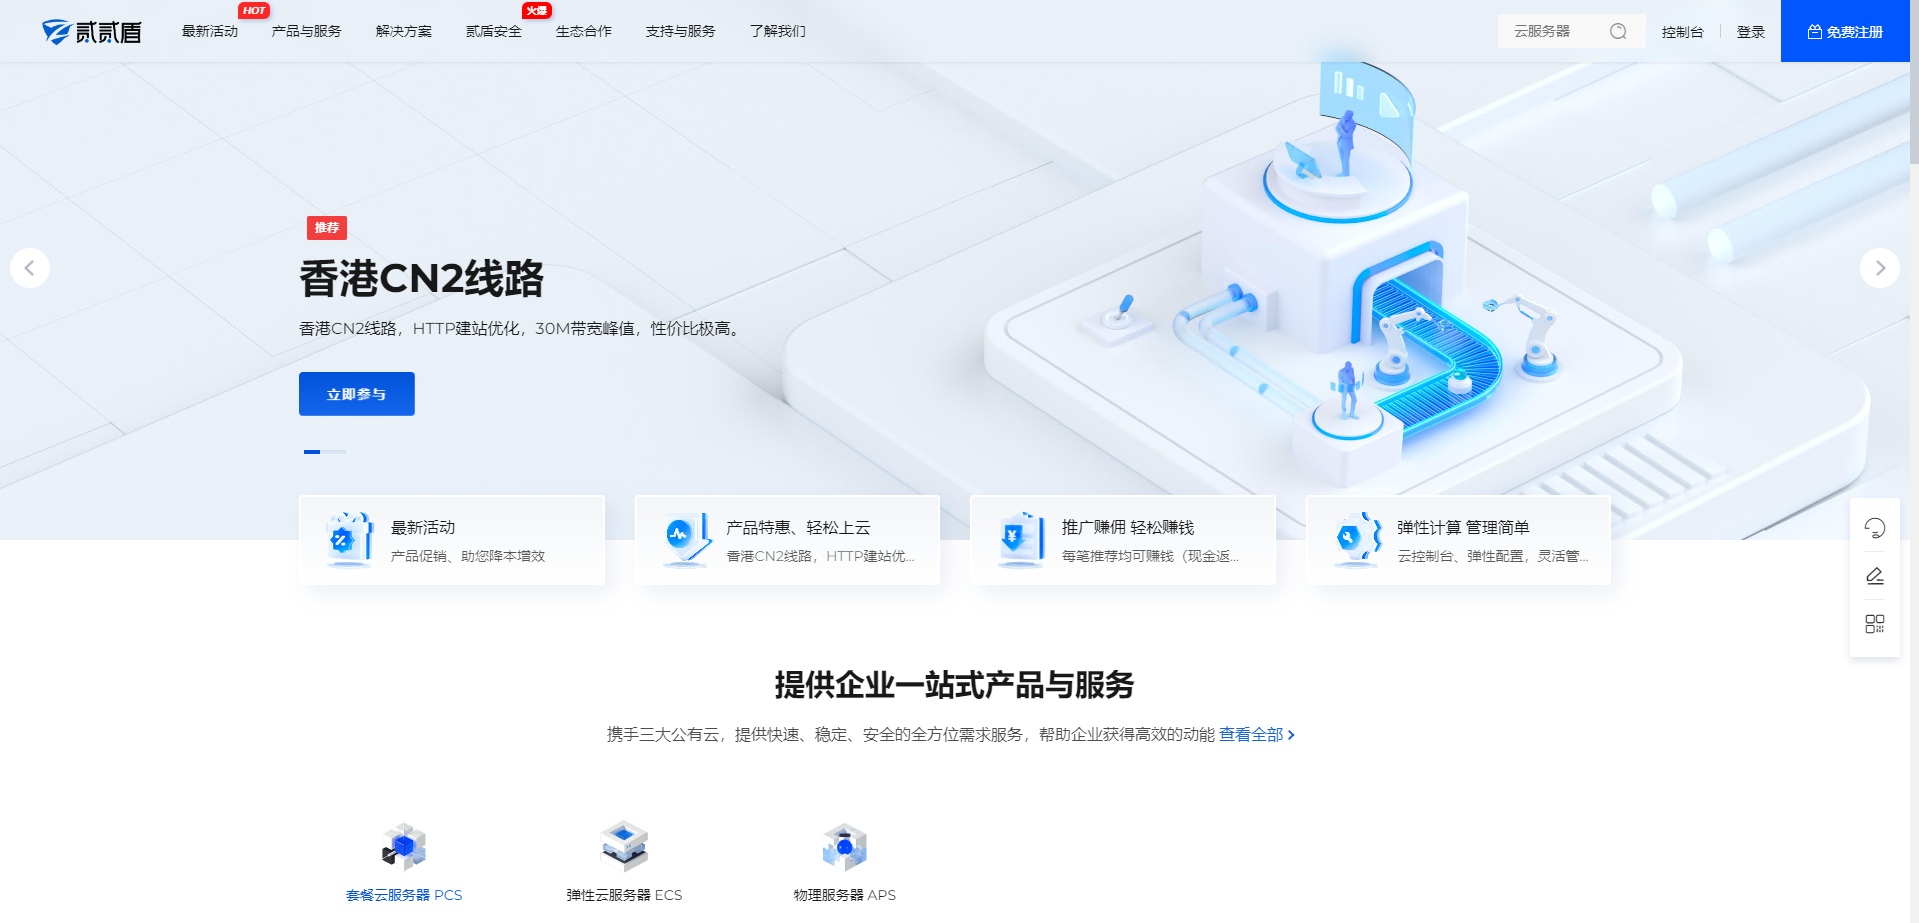 贰贰盾
最新活动
HOT
产品与服务
解决方案
贰盾安全
火爆
生态合作
支持与服务
了解我们
云服务器
控制台
登录
免费注册
推荐
香港CN2线路
香港CN2线路，HTTP建站优化，30M带宽峰值，性价比极高。
立即参与
最新活动
产品促销、助您降本增效
产品特惠、轻松上云
香港CN2线路，HTTP建站优...
推广赚佣 轻松赚钱
每笔推荐均可赚钱（现金返...
弹性计算 管理简单
云控制台、弹性配置，灵活管...
提供企业一站式产品与服务
携手三大公有云，提供快速、稳定、安全的全方位需求服务，帮助企业获得高效的动能 查看全部
套餐云服务器 PCS
弹性云服务器 ECS
物理服务器 APS